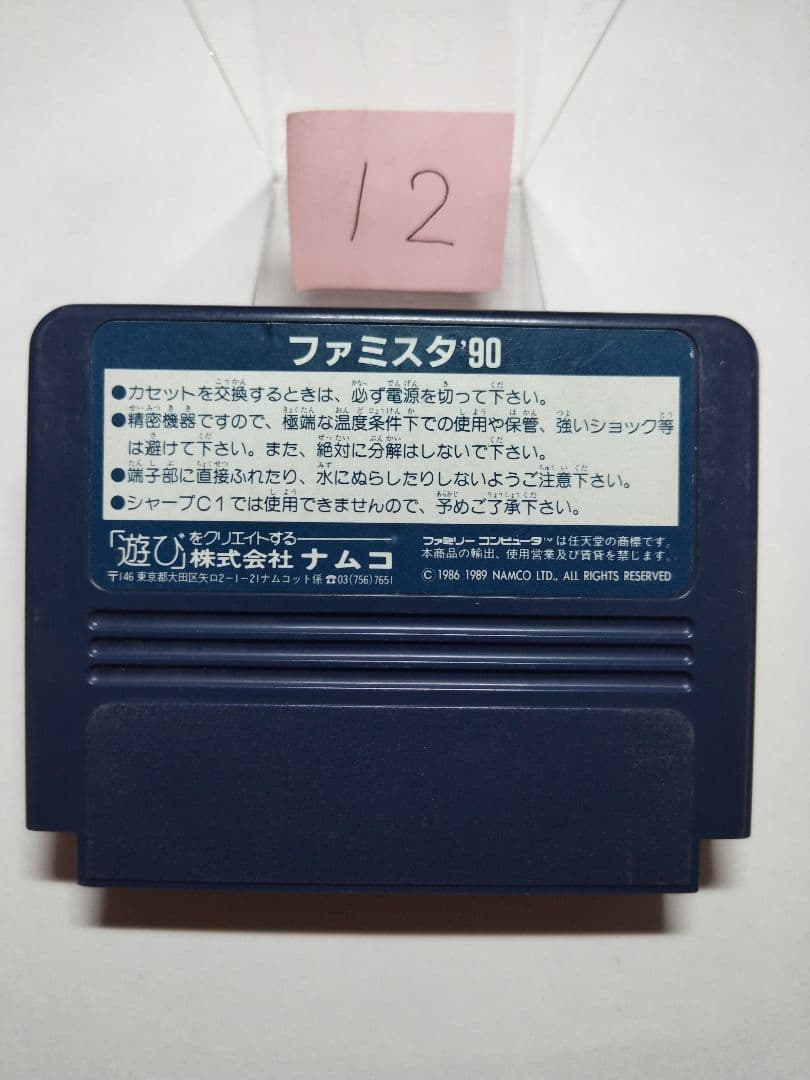 12
ファミスタ'90
●カセットを交換するときは、必ず電源を切って下さい。
●精密機器ですので、極端な温度条件下での使用や保管、強いショック等
は避けて下さい。また、絶対に分解はしないで下さい。
●端子部に直接ふれたり、水にぬらしたりしないようご注意下さい。
●シャープC1では使用できませんので、予めご了承下さい。
「遊び」をクリエイトする
株式会社 ナムコ
〒146 東京都大田区矢口2-1-21ナムコット係 ☎03(756)7651
ファミリー コンピュータ™は任天堂の商標です。
本商品の輸出、使用営業及び賃貸を禁じます。
© 1986 1989 NAMCO LTD., ALL RIGHTS RESERVED